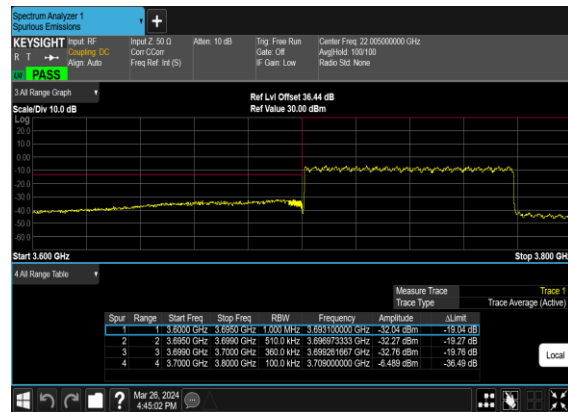 Spectrum Analyzer 1
Spurious Emissions
+
KEYSIGHT Input: RF Input Z: 50 Ω Atten: 10 dB Trig: Free Run Center Freq: 22.005000000 GHz
R T Coupling: DC Corr CCorr Gate: Off Avg|Hold: 100/100
Align: Auto Freq Ref: Int (S) IF Gain: Low Radio Std: None
PASS
3 All Range Graph
Ref Lvl Offset 36.44 dB
Scale/Div 10.0 dB Ref Value 30.00 dBm
Log
20.0
10.0
0.00
-10.0
-20.0
-30.0
-40.0
-50.0
-60.0
Start 3.600 GHz Stop 3.800 GHz
4 All Range Table
Measure Trace Trace 1
Trace Type Trace Average (Active)
Spur Range Start Freq Stop Freq RBW Frequency Amplitude ΔLimit
1 1 3.6000 GHz 3.6950 GHz 1.000 MHz 3.693100000 GHz -32.04 dBm -19.04 dB
2 2 3.6950 GHz 3.6990 GHz 510.0 kHz 3.696973333 GHz -32.27 dBm -19.27 dB
3 3 3.6990 GHz 3.7000 GHz 360.0 kHz 3.699261667 GHz -32.76 dBm -19.76 dB
4 4 3.7000 GHz 3.8000 GHz 100.0 kHz 3.709000000 GHz -6.489 dBm -36.49 dB
Local
? Mar 26, 2024
4:45:02 PM